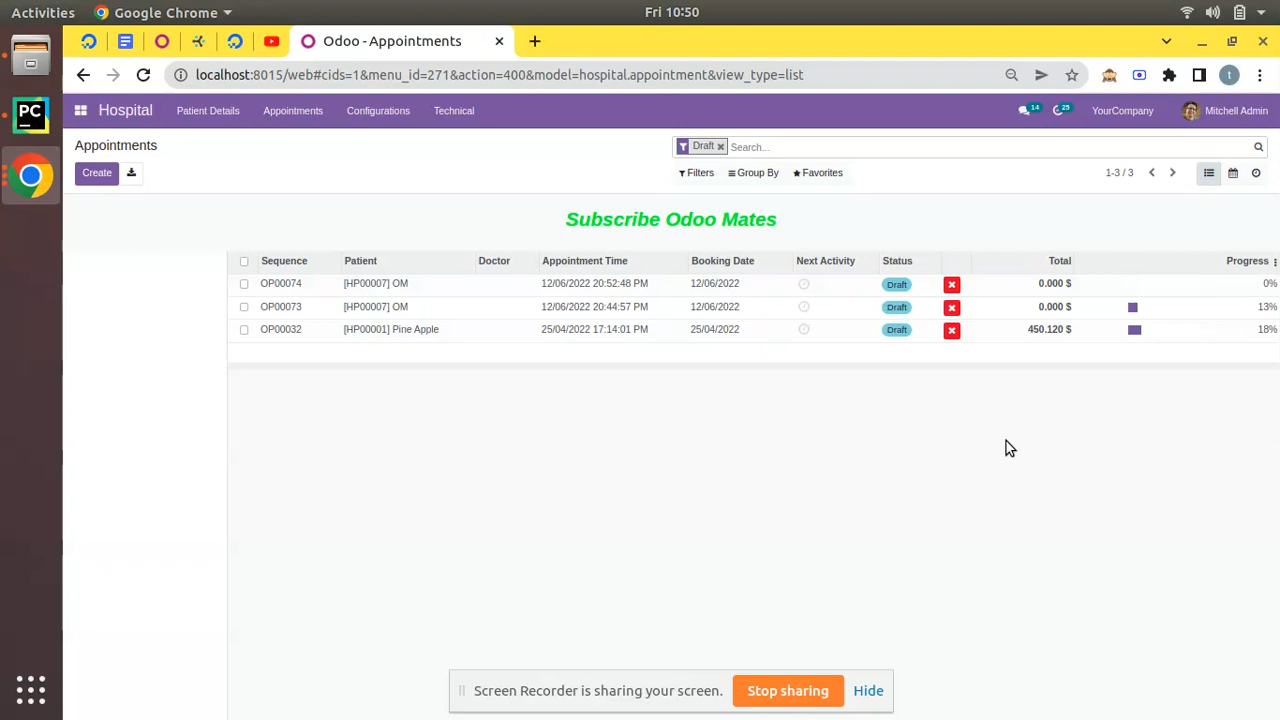 Activities Google Chrome Fri 10:50
Odoo - Appointments
localhost:8015/web#cids=1&menu_id=271&action=400&model=hospital.appointment&view_type=list
t
PC
Hospital Patient Details Appointments Configurations Technical 14 25 YourCompany Mitchell Admin
Appointments
Draft Search...
Create
Filters Group By Favorites 1-3 / 3
Subscribe Odoo Mates
Sequence Patient Doctor Appointment Time Booking Date Next Activity Status Total Progress
OP00074 [HP00007] OM 12/06/2022 20:52:48 PM 12/06/2022 Draft 0.000 $ 0%
OP00073 [HP00007] OM 12/06/2022 20:44:57 PM 12/06/2022 Draft 0.000 $ 13%
OP00032 [HP00001] Pine Apple 25/04/2022 17:14:01 PM 25/04/2022 Draft 450.120 $ 18%
Screen Recorder is sharing your screen. Stop sharing Hide